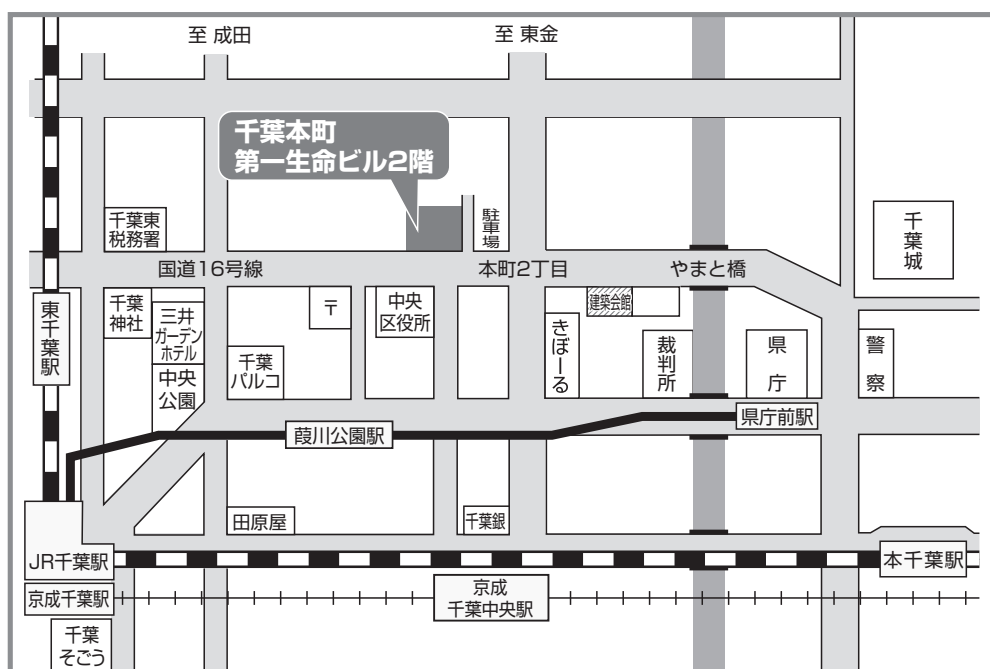 至 成田
至 東金
千葉本町
第一生命ビル2階
千葉東
税務署
駐車場
千葉城
国道16号線
本町2丁目
やまと橋
東千葉駅
千葉
神社
三井
ガーデン
ホテル
中央
公園
〒
中央
区役所
千葉
パルコ
建築会館
きぼーる
裁判所
県庁
警察
葭川公園駅
県庁前駅
田原屋
千葉銀
JR千葉駅
本千葉駅
京成千葉駅
京成
千葉中央駅
千葉
そごう